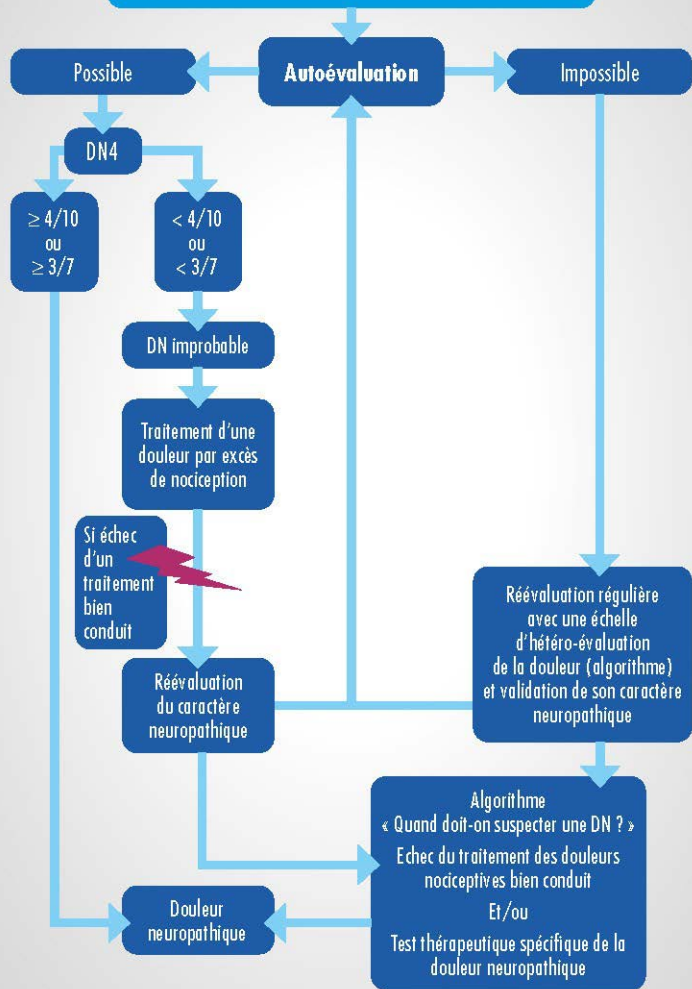 Autoévaluation
Possible
Impossible
DN4
≥ 4/10
ou
≥ 3/7
< 4/10
ou
< 3/7
DN improbable
Traitement d’une
douleur par excès
de nociception
Si échec
d’un
traitement
bien
conduit
Réévaluation
du caractère
neuropathique
Réévaluation régulière
avec une échelle
d’hétéro-évaluation
de la douleur (algorithme)
et validation de son caractère
neuropathique
Algorithme
« Quand doit-on suspecter une DN ? »
Echec du traitement des douleurs
nociceptives bien conduit
Et/ou
Test thérapeutique spécifique de la
douleur neuropathique
Douleur
neuropathique